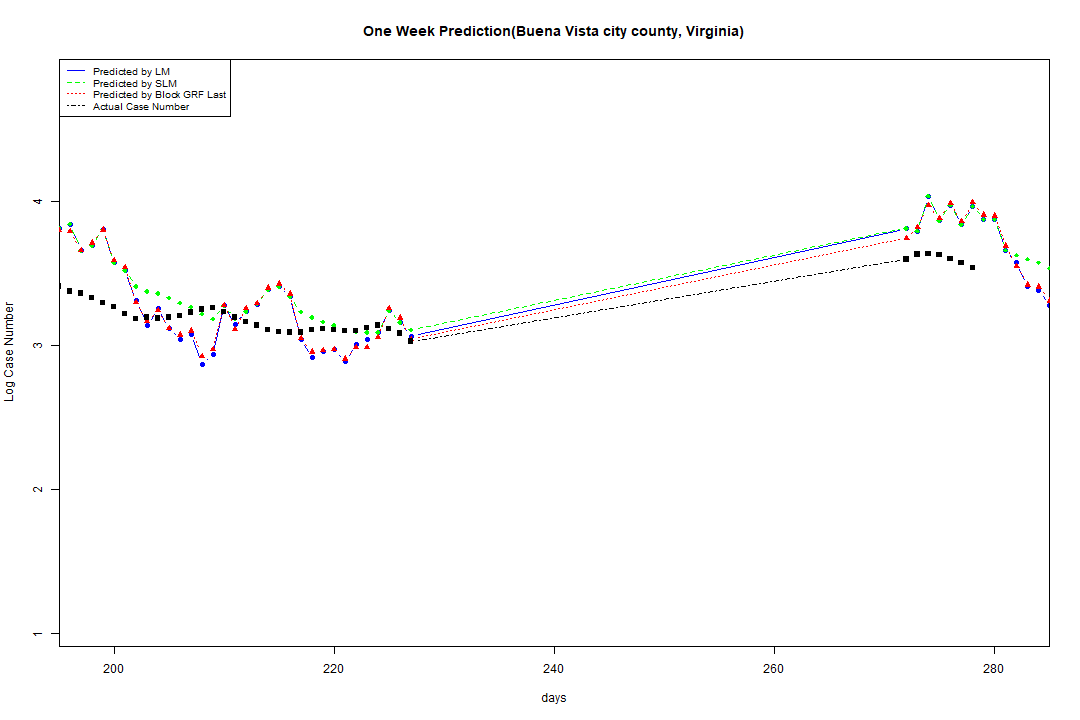 One Week Prediction(Buena Vista city county, Virginia)
Predicted by LM
Predicted by SLM
Predicted by Block GRF Last
Actual Case Number
Log Case Number
4
3
2
1
200 220 240 260 280
days